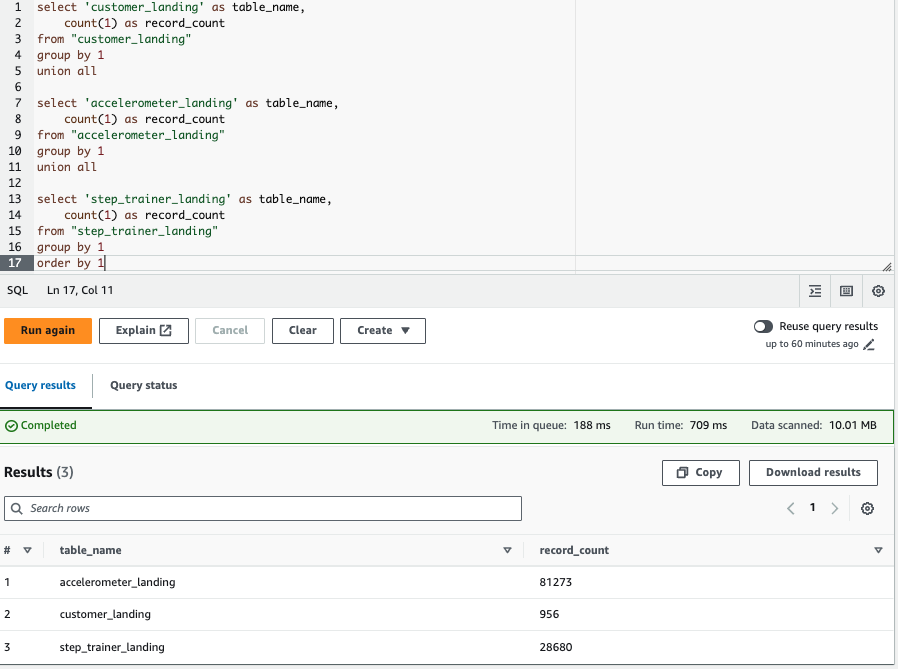 1 select 'customer_landing' as table_name,
2 count(1) as record_count
3 from "customer_landing"
4 group by 1
5 union all
6
7 select 'accelerometer_landing' as table_name,
8 count(1) as record_count
9 from "accelerometer_landing"
10 group by 1
11 union all
12
13 select 'step_trainer_landing' as table_name,
14 count(1) as record_count
15 from "step_trainer_landing"
16 group by 1
17 order by 1
SQL Ln 17, Col 11
Run again Explain Cancel Clear Create Reuse query results
up to 60 minutes ago
Query results Query status
Completed Time in queue: 188 ms Run time: 709 ms Data scanned: 10.01 MB
Results (3) Copy Download results
Search rows 1
# table_name record_count
1 accelerometer_landing 81273
2 customer_landing 956
3 step_trainer_landing 28680